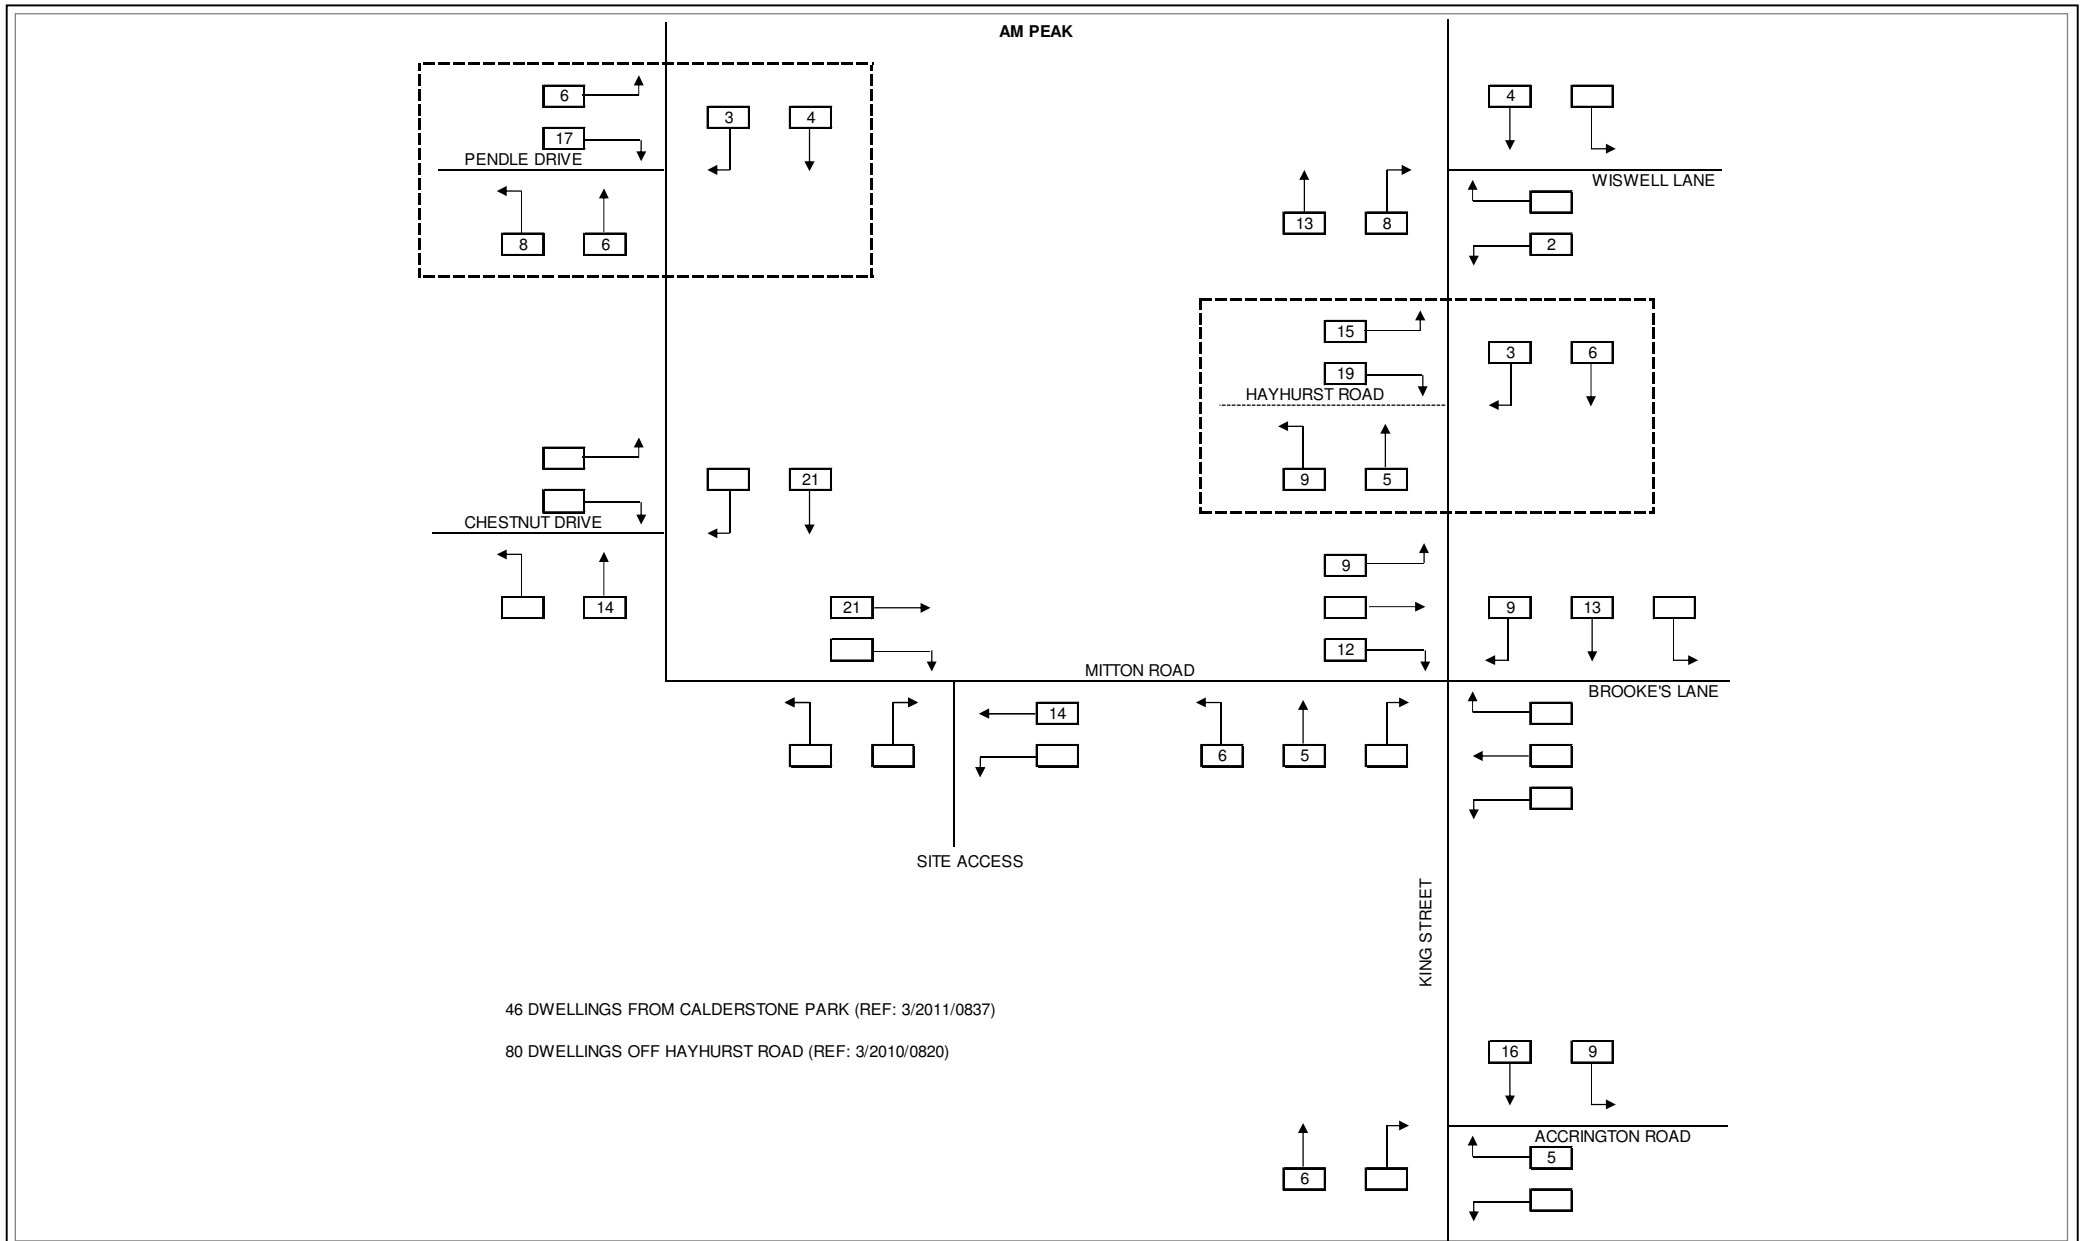 AM PEAK
6
4
3
4
17
PENDLE DRIVE
WISWELL LANE
13
8
8
6
2
15
3
6
19
HAYHURST ROAD
21
9
5
CHESTNUT DRIVE
9
14
21
9
13
12
MITTON ROAD
BROOKE'S LANE
14
6
5
SITE ACCESS
KING STREET
46 DWELLINGS FROM CALDERSTONE PARK (REF: 3/2011/0837)
80 DWELLINGS OFF HAYHURST ROAD (REF: 3/2010/0820)
16
9
ACCRINGTON ROAD
5
6